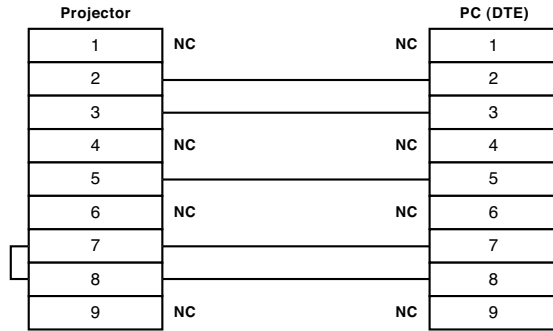 Projector PC (DTE)
1 NC NC 1
2 2
3 3
4 NC NC 4
5 5
6 NC NC 6
7 7
8 8
9 NC NC 9